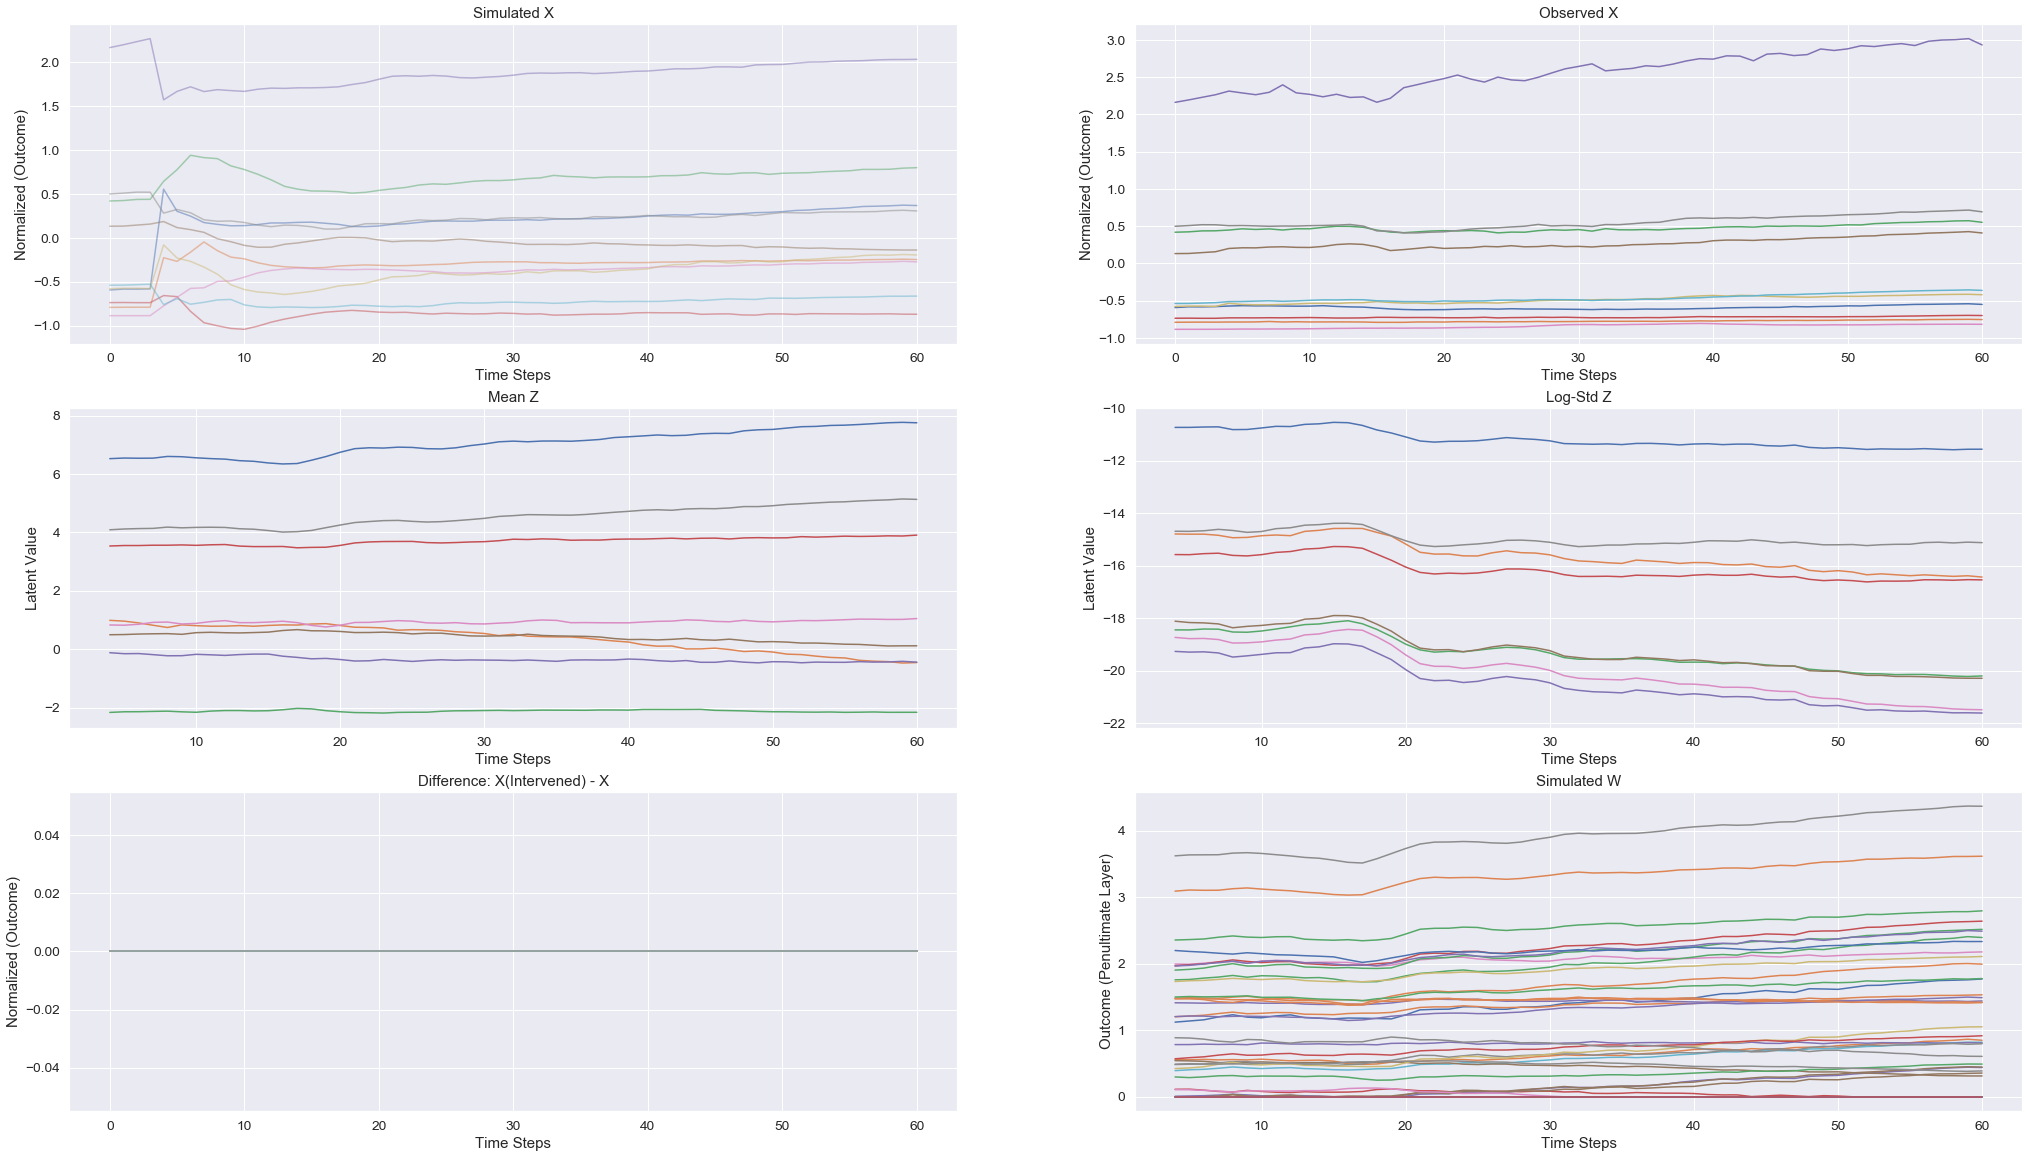 Simulated X
2.0
1.5
1.0
0.5
0.0
−0.5
−1.0
Normalized (Outcome)
0 10 20 30 40 50 60
Time Steps
Observed X
3.0
2.5
2.0
1.5
1.0
0.5
0.0
−0.5
−1.0
Normalized (Outcome)
0 10 20 30 40 50 60
Time Steps
Mean Z
8
6
4
2
0
−2
Latent Value
10 20 30 40 50 60
Time Steps
Log-Std Z
−10
−12
−14
−16
−18
−20
−22
Latent Value
10 20 30 40 50 60
Time Steps
Difference: X(Intervened) - X
0.04
0.02
0.00
−0.02
−0.04
Normalized (Outcome)
0 10 20 30 40 50 60
Time Steps
Simulated W
4
3
2
1
0
Outcome (Penultimate Layer)
10 20 30 40 50 60
Time Steps